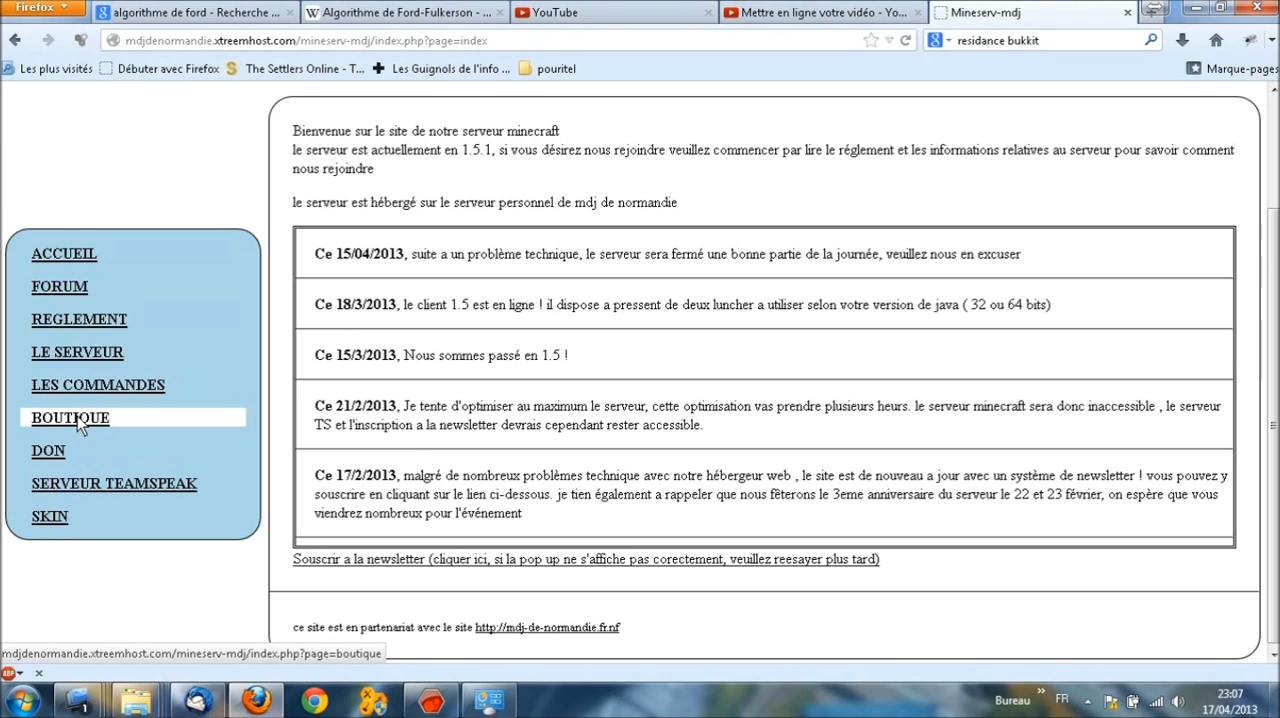 Firefox
algorithme de ford - Recherche ...
Algorithme de Ford-Fulkerson - ...
YouTube
Mettre en ligne votre vidéo - Yo...
Mineserv-mdj
mdjdenormandie.xtreemhost.com/mineserv-mdj/index.php?page=index
residance bukkit
Les plus visités
Débuter avec Firefox
The Settlers Online - T...
Les Guignols de l'info ...
pouritel
Marque-pages
Bienvenue sur le site de notre serveur minecraft
le serveur est actuellement en 1.5.1, si vous désirez nous rejoindre veuillez commencer par lire le réglement et les informations relatives au serveur pour savoir comment
nous rejoindre
le serveur est hébergé sur le serveur personnel de mdj de normandie
ACCUEIL
FORUM
REGLEMENT
LE SERVEUR
LES COMMANDES
BOUTIQUE
DON
SERVEUR TEAMSPEAK
SKIN
Ce 15/04/2013, suite a un problème technique, le serveur sera fermé une bonne partie de la journée, veuillez nous en excuser
Ce 18/3/2013, le client 1.5 est en ligne ! il dispose a pressent de deux luncher a utiliser selon votre version de java ( 32 ou 64 bits)
Ce 15/3/2013, Nous sommes passé en 1.5 !
Ce 21/2/2013, Je tente d'optimiser au maximum le serveur, cette optimisation vas prendre plusieurs heurs. le serveur minecraft sera donc inaccessible , le serveur
TS et l'inscription a la newsletter devrais cependant rester accessible.
Ce 17/2/2013, malgré de nombreux problèmes technique avec notre hébergeur web , le site est de nouveau a jour avec un système de newsletter ! vous pouvez y
souscrire en cliquant sur le lien ci-dessous. je tien également a rappeler que nous fêterons le 3eme anniversaire du serveur le 22 et 23 février, on espère que vous
viendrez nombreux pour l'événement
Souscrir a la newsletter (cliquer ici, si la pop up ne s'affiche pas corectement, veuillez reesayer plus tard)
ce site est en partenariat avec le site http://mdj-de-normandie.fr.nf
mdjdenormandie.xtreemhost.com/mineserv-mdj/index.php?page=boutique
ABP
Bureau
FR
23:07
17/04/2013